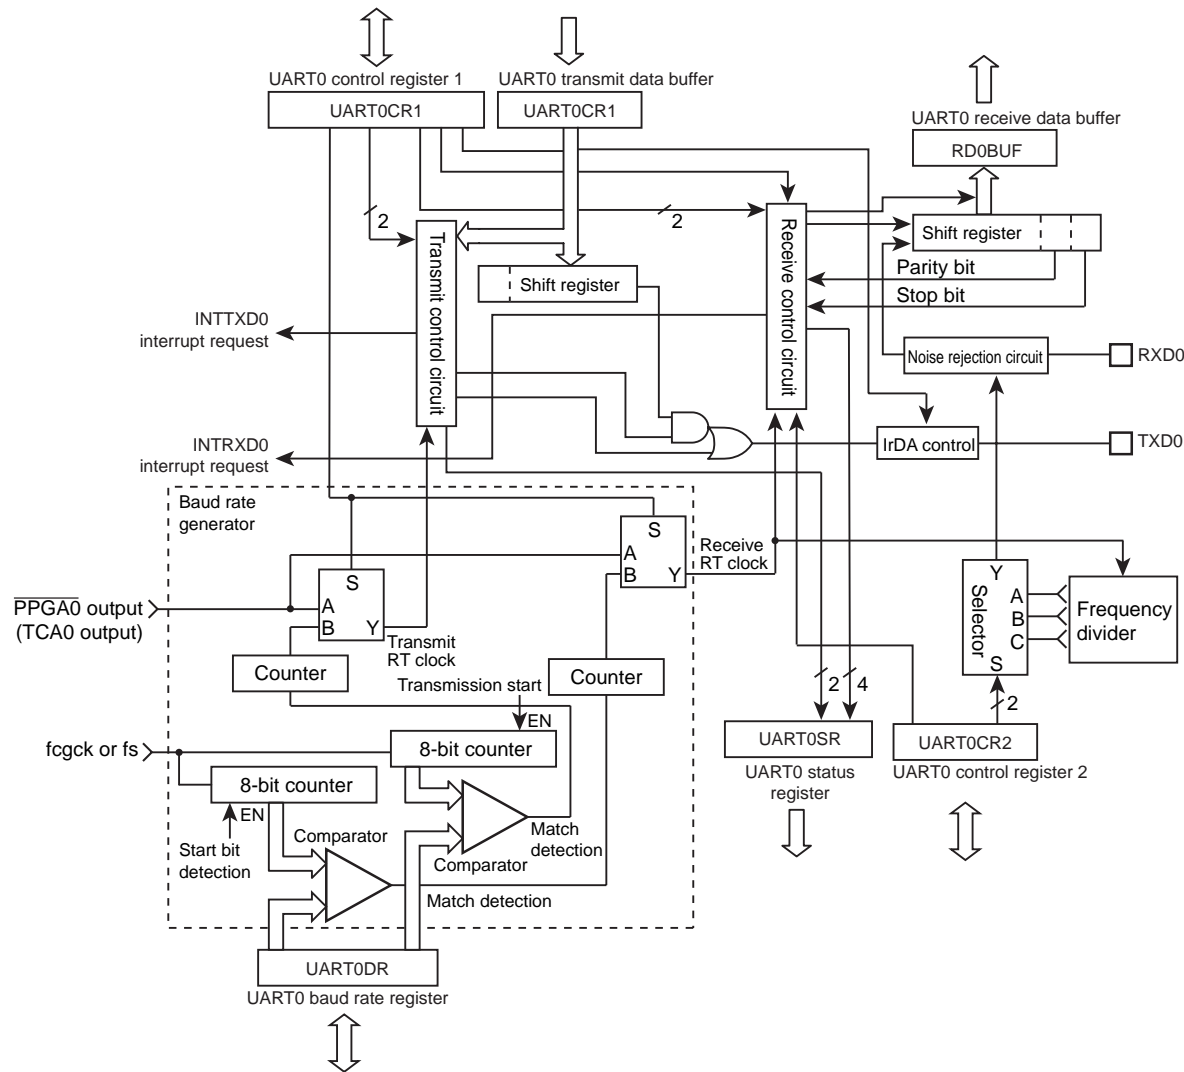 UART0 control register 1
UART0CR1
UART0 transmit data buffer
UART0CR1
UART0 receive data buffer
RD0BUF
2
2
Transmit control circuit
Receive control circuit
Shift register
Shift register
Parity bit
Stop bit
INTTXD0
interrupt request
Noise rejection circuit
RXD0
INTRXD0
interrupt request
IrDA control
TXD0
Baud rate
generator
S
A
B
Y
Receive
RT clock
S
A
B
Y
Transmit
RT clock
PPGA0 output
(TCA0 output)
Counter
Counter
Y
A
B
C
S
Selector
Frequency
divider
Transmission start
EN
2
4
2
fcgck or fs
8-bit counter
8-bit counter
EN
Start bit
detection
Comparator
Comparator
Match
detection
Match detection
UART0SR
UART0 status
register
UART0CR2
UART0 control register 2
UART0DR
UART0 baud rate register